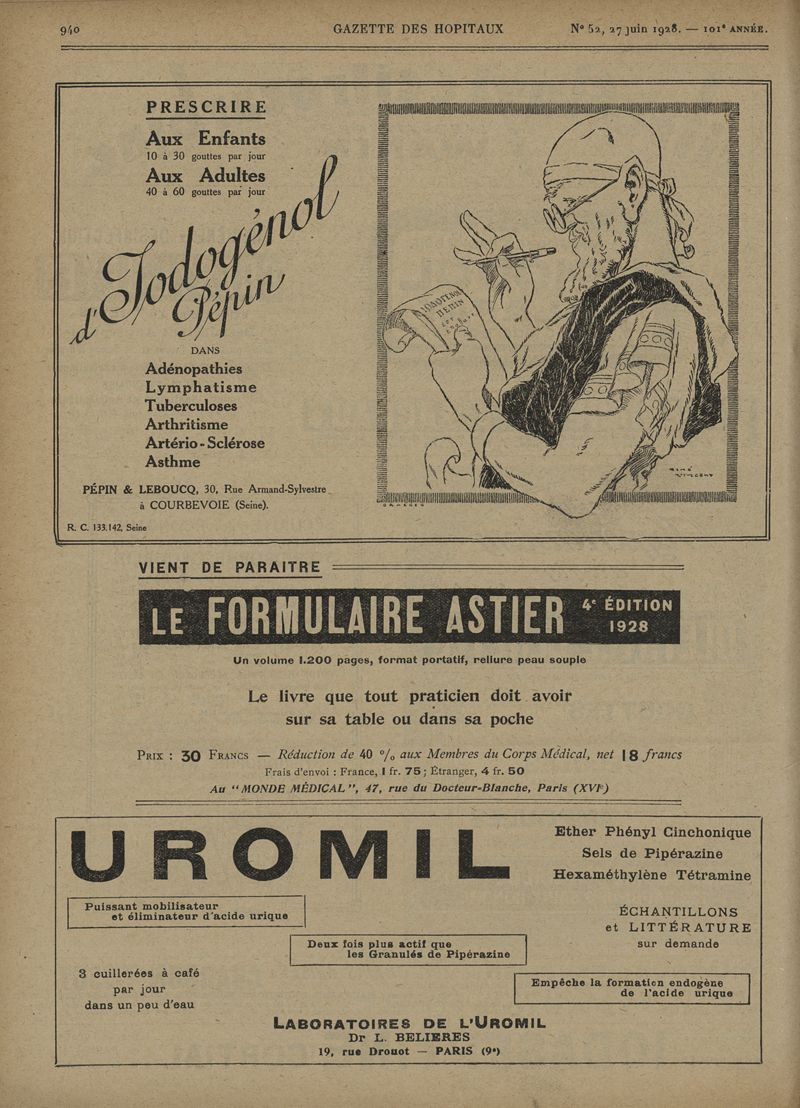 940 GAZETTE DES HOPITAUX Nº 52, 27 juin 1928. — 101ᵉ ANNÉE.
PRESCRIRE
Aux Enfants
10 à 30 gouttes par jour
Aux Adultes
40 à 60 gouttes par jour
d'Iodogénol
Pépin
DANS
Adénopathies
Lymphatisme
Tuberculoses
Arthritisme
Artério-Sclérose
Asthme
PÉPIN & LEBOUCQ, 30, Rue Armand-Sylvestre
à COURBEVOIE (Seine).
R. C. 133.142, Seine
PEPIN
RENÉ
VINCENT
VIENT DE PARAITRE
LE FORMULAIRE ASTIER 4ᵉ ÉDITION
1928
Un volume 1.200 pages, format portatif, reliure peau souple
Le livre que tout praticien doit avoir
sur sa table ou dans sa poche
PRIX : 30 FRANCS — Réduction de 40 % aux Membres du Corps Médical, net 18 francs
Frais d'envoi : France, 1 fr. 75 ; Étranger, 4 fr. 50
Au "MONDE MÉDICAL", 47, rue du Docteur-Blanche, Paris (XVIᵉ)
UROMIL
Ether Phényl Cinchonique
Sels de Pipérazine
Hexaméthylène Tétramine
Puissant mobilisateur
et éliminateur d'acide urique
ÉCHANTILLONS
et LITTÉRATURE
sur demande
Deux fois plus actif que
les Granulés de Pipérazine
3 cuillerées à café
par jour
dans un peu d'eau
Empêche la formation endogène
de l'acide urique
LABORATOIRES DE L'UROMIL
Dr L. BELIERES
19, rue Drouot — PARIS (9ᵉ)